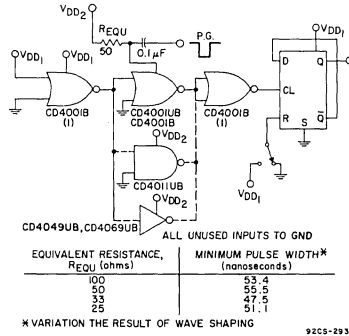 VDD2
REQU
50
0.1µF
P.G.
VDD1
VDD1
VDD1
D Q
CL
R S Q̅
CD4001B
(1)
CD4001UB
CD4001B
CD4001B
(1)
VDD2
CD4011UB
VDD2
VDD1
CD4049UB, CD4069UB
ALL UNUSED INPUTS TO GND
EQUIVALENT RESISTANCE, MINIMUM PULSE WIDTH*
REQU (ohms) (nanoseconds)
100 53.4
50 55.5
33 47.5
25 51.1
* VARIATION THE RESULT OF WAVE SHAPING
92CS-293